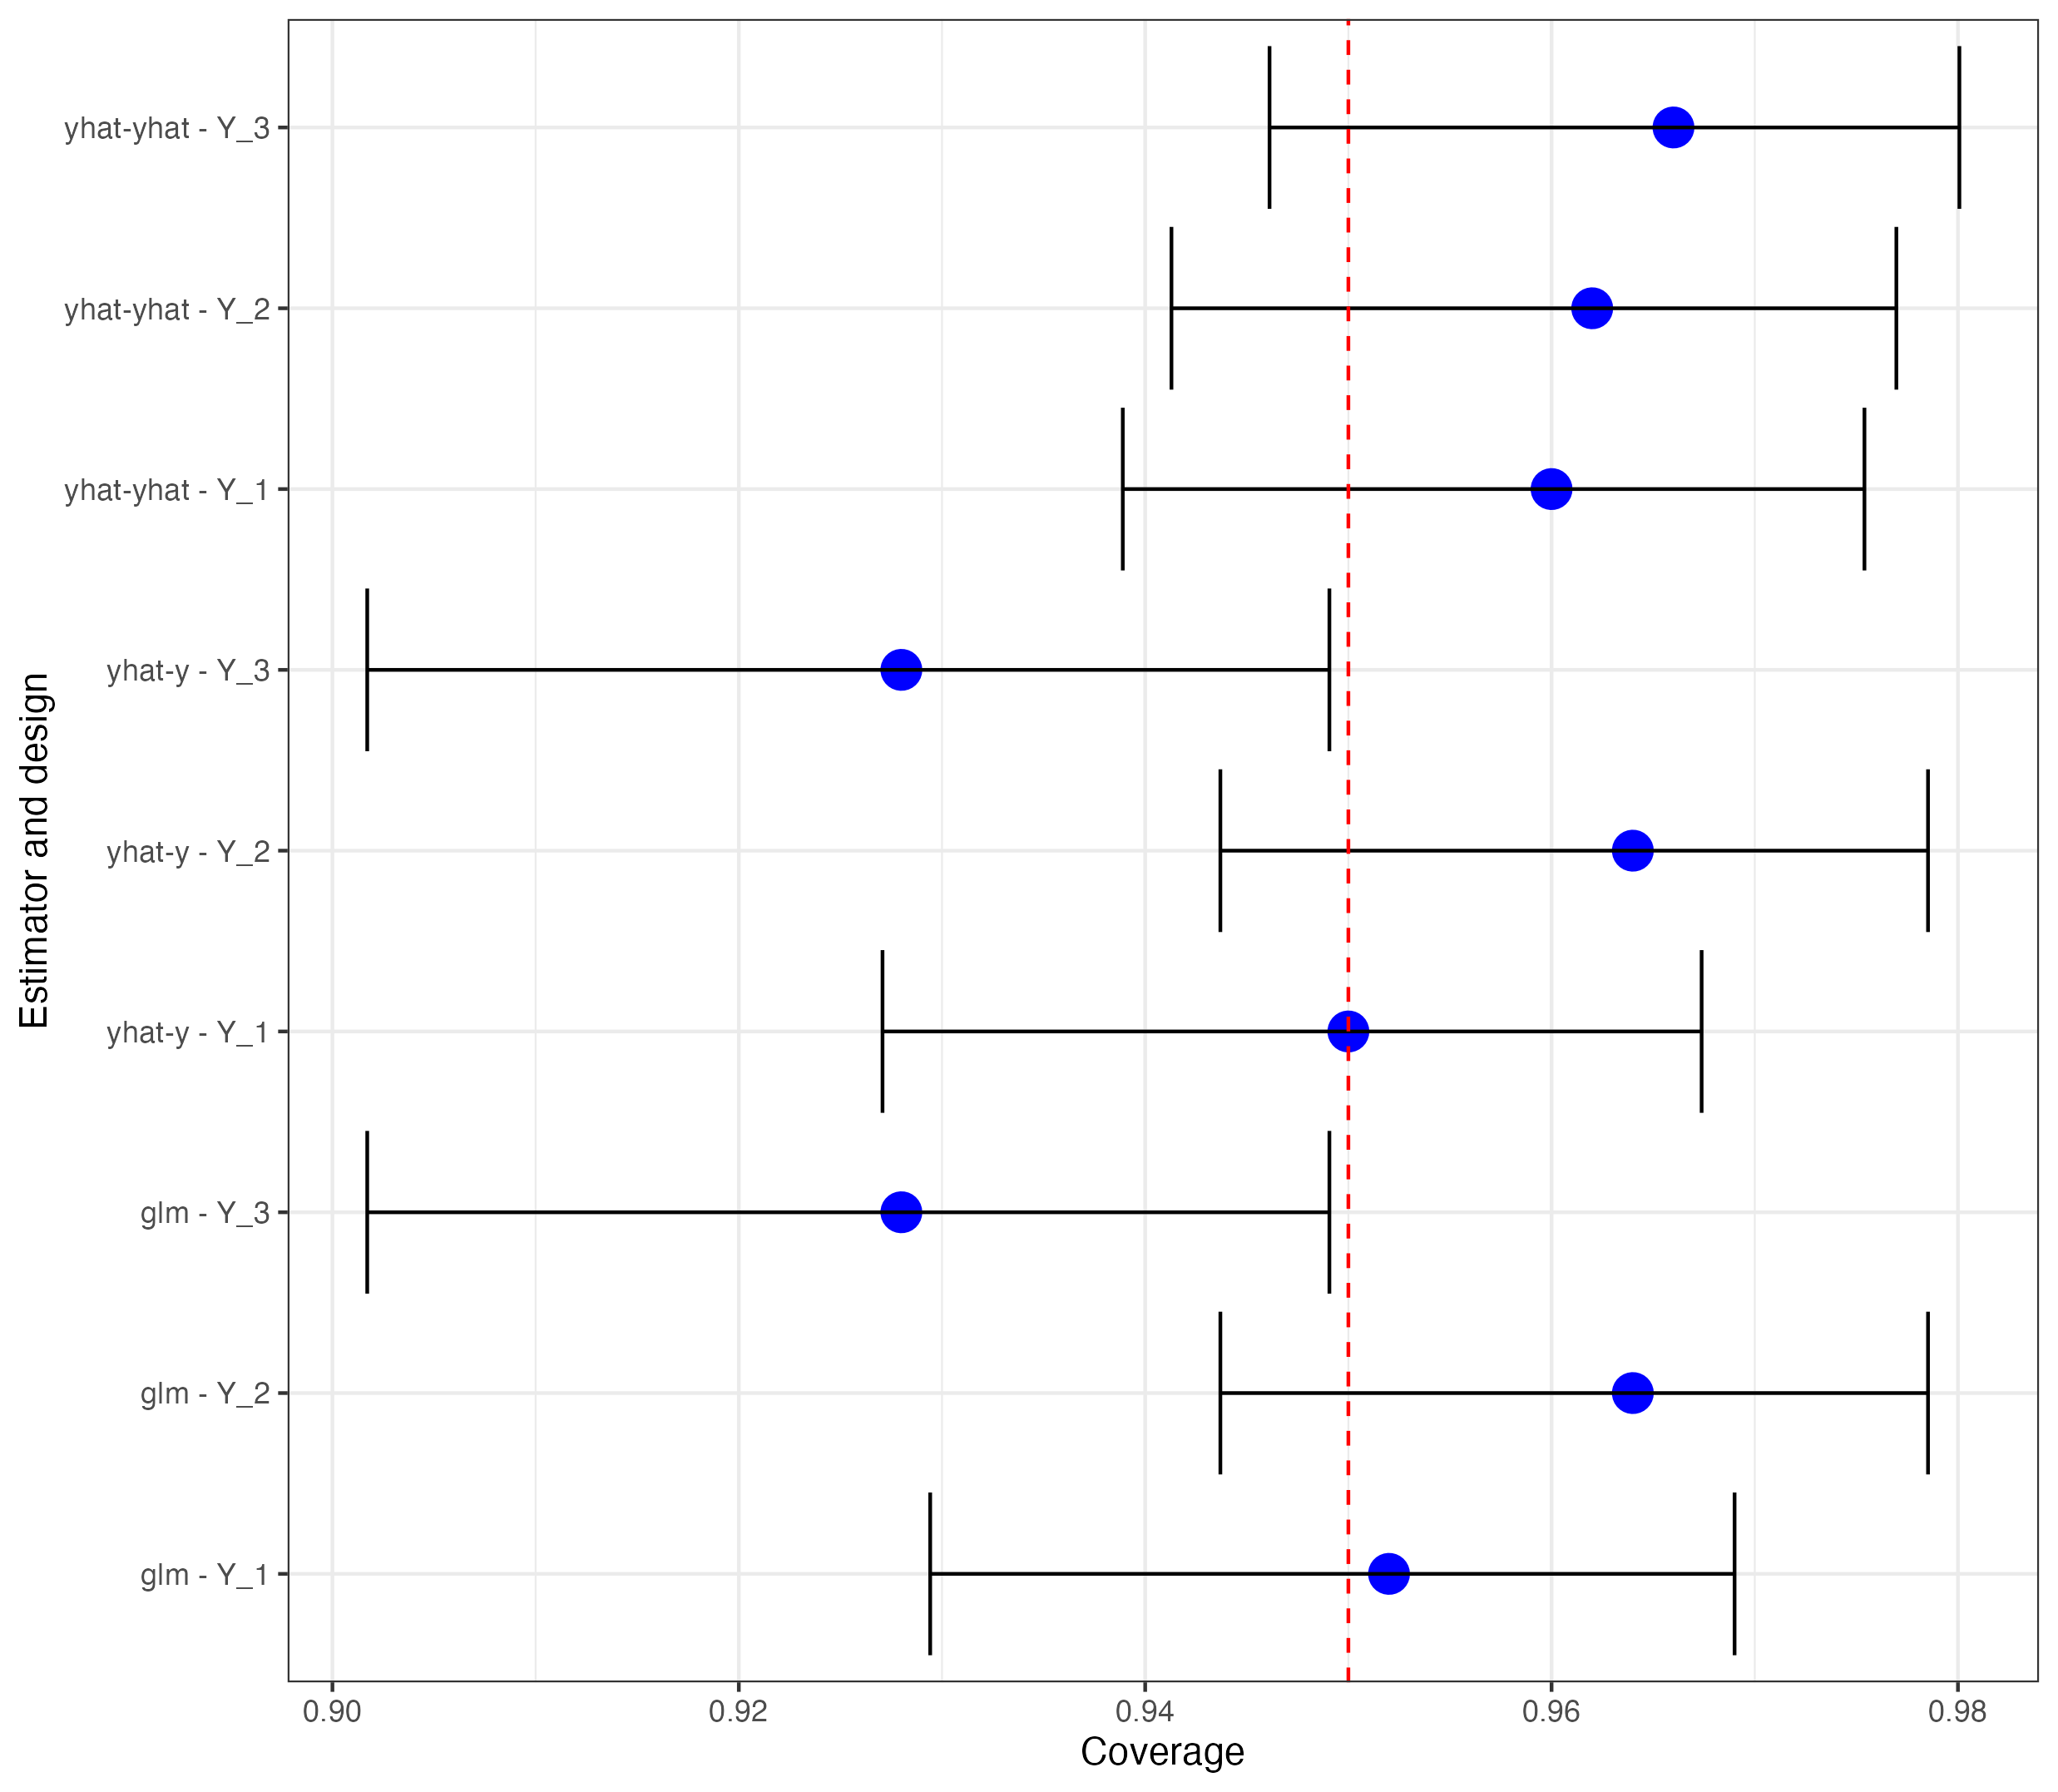 yhat-yhat - Y_3
yhat-yhat - Y_2
yhat-yhat - Y_1
yhat-y - Y_3
yhat-y - Y_2
yhat-y - Y_1
glm - Y_3
glm - Y_2
glm - Y_1
Estimator and design
0.90 0.92 0.94 0.96 0.98
Coverage